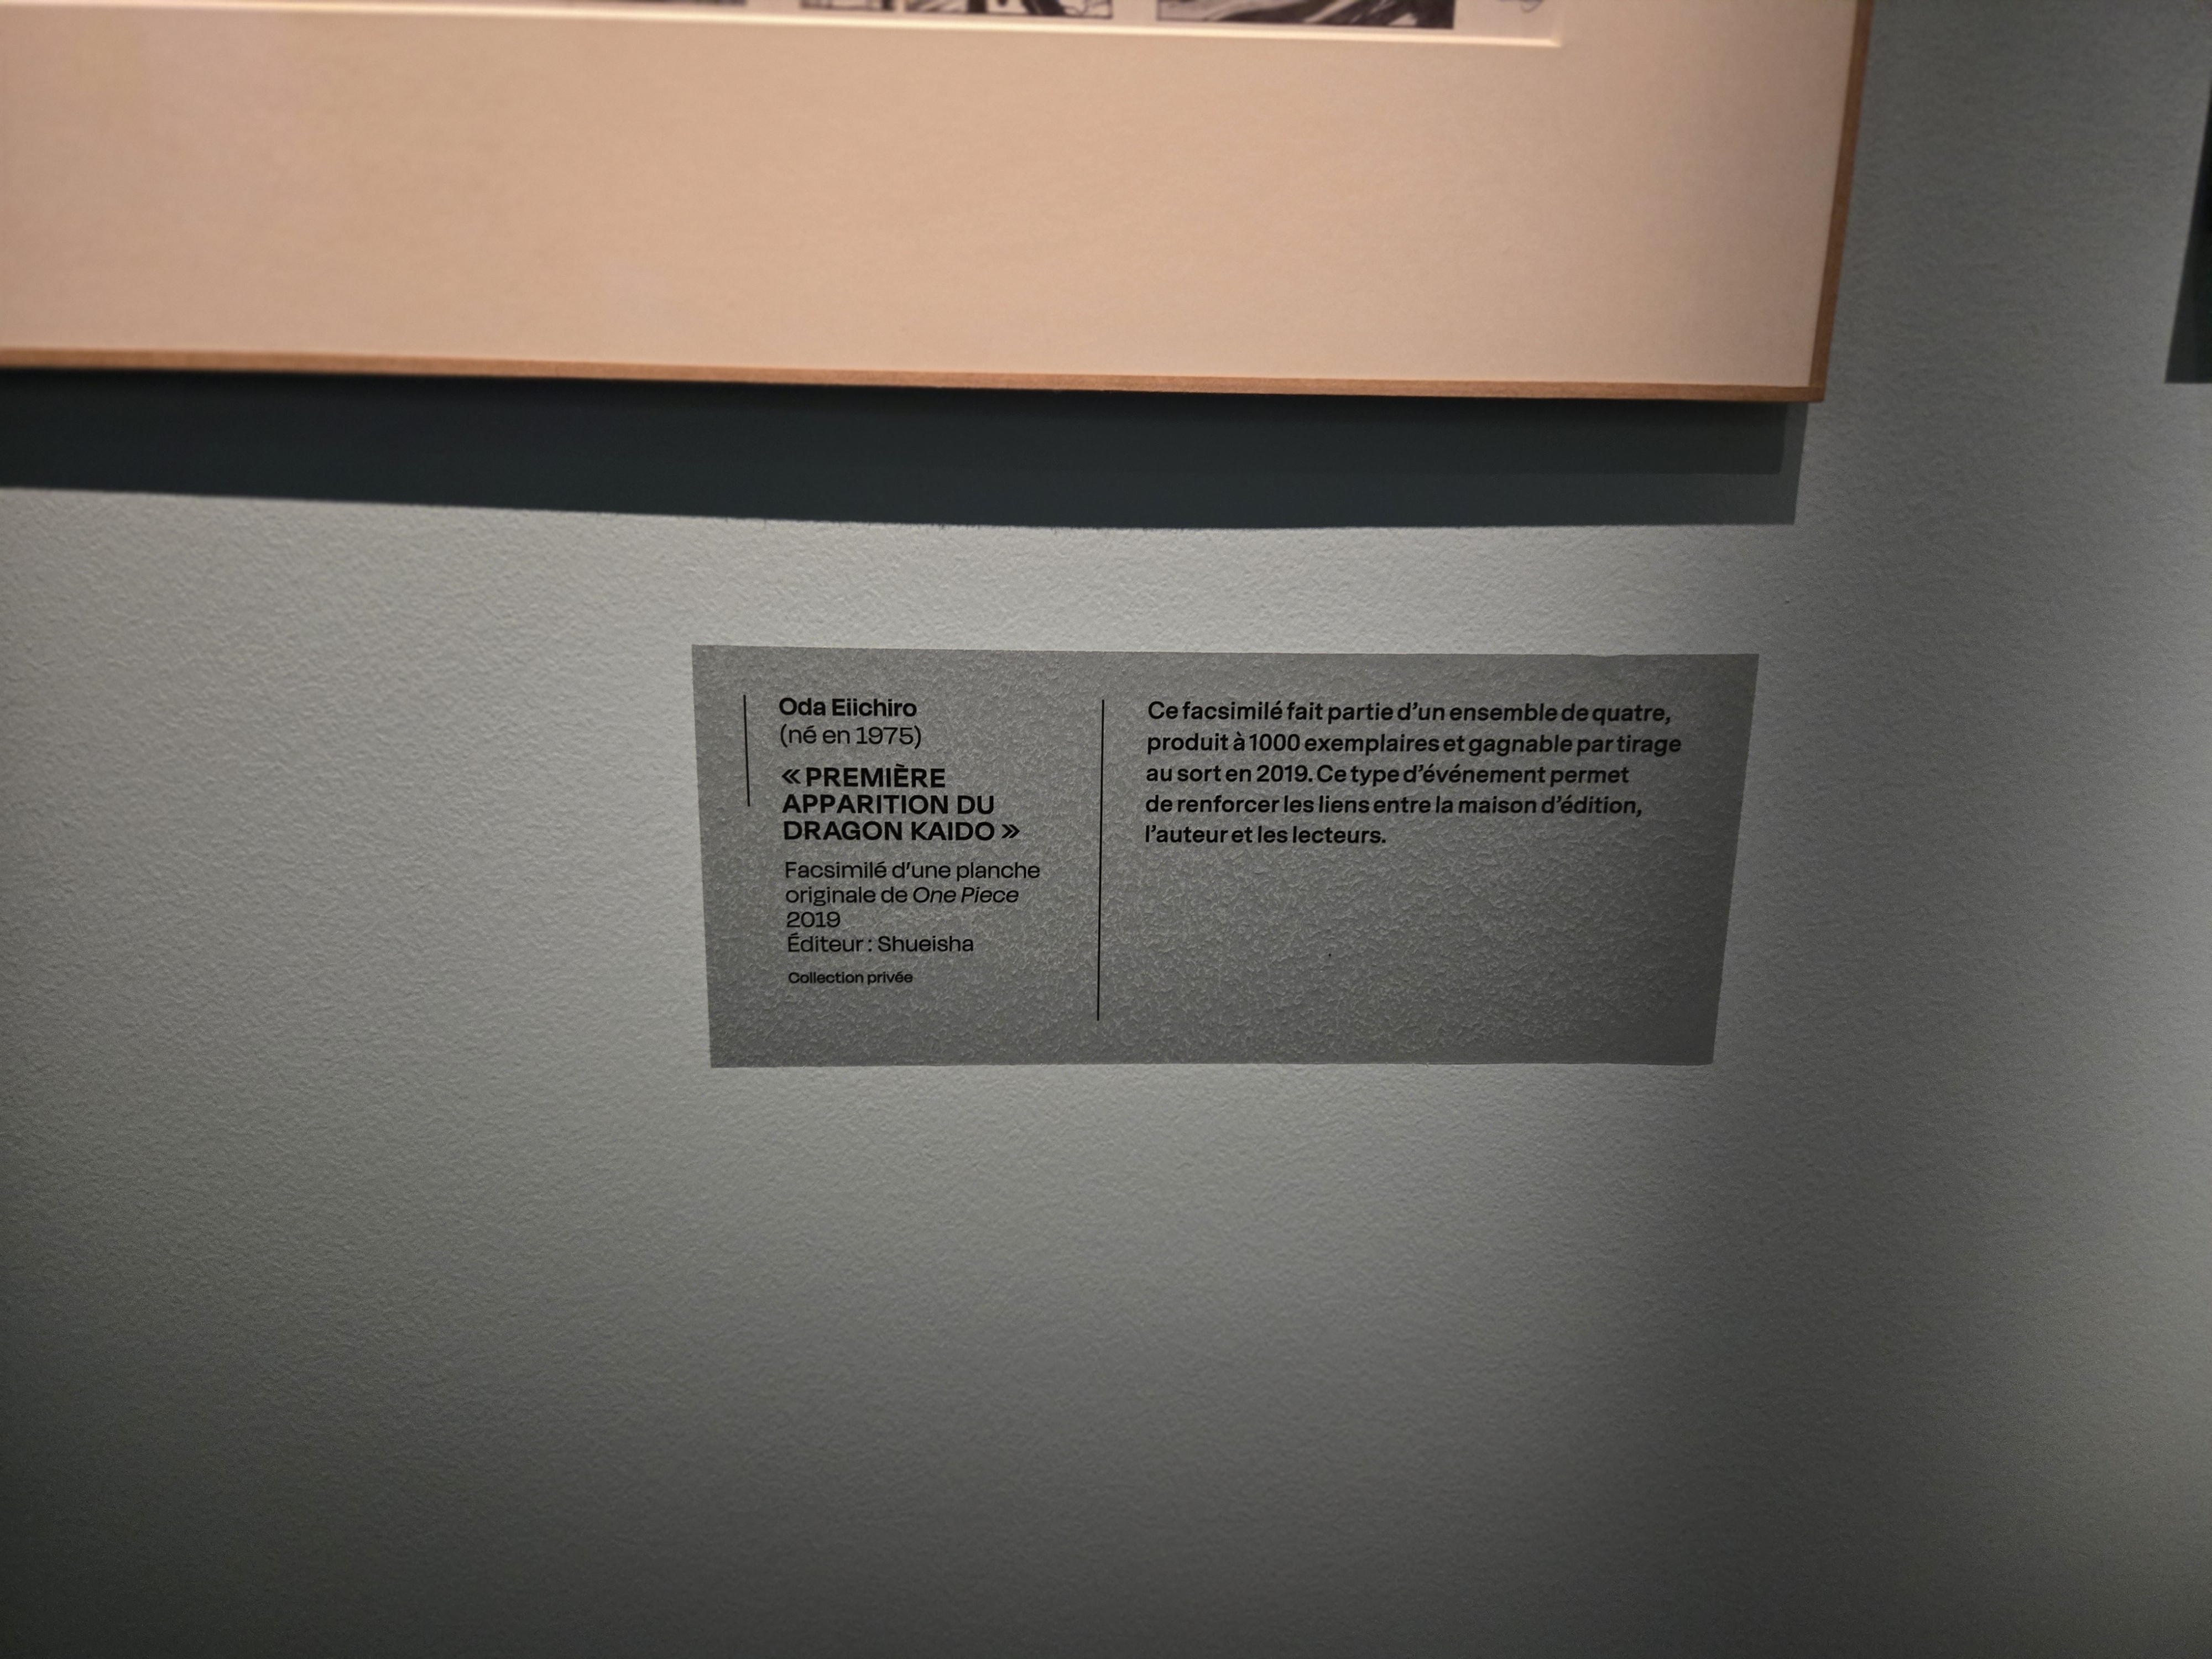 Oda Eiichiro
(né en 1975)
« PREMIÈRE
APPARITION DU
DRAGON KAIDO »
Facsimilé d'une planche
originale de One Piece
2019
Éditeur : Shueisha
Collection privée
Ce facsimilé fait partie d'un ensemble de quatre,
produit à 1000 exemplaires et gagnable par tirage
au sort en 2019. Ce type d'événement permet
de renforcer les liens entre la maison d'édition,
l'auteur et les lecteurs.